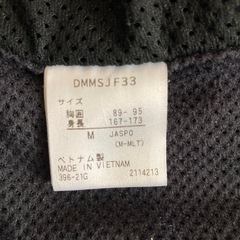 DMMSJF33
サイズ
胸囲 89-95
身長 167-173
M JASPO
(M-MLT)
ベトナム製
MADE IN VIETNAM
396-21G 2114213